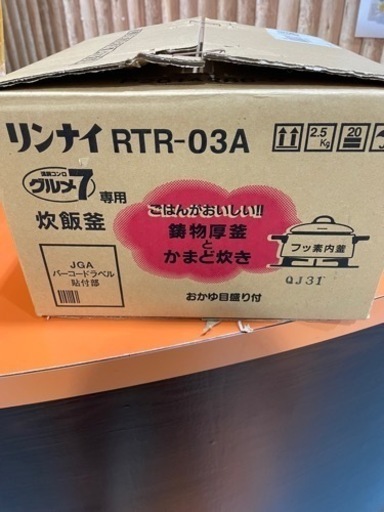 リンナイ RTR-03A
2.5
Kg
20
グルメ7専用
炊飯釜
ごはんがおいしい!!
鋳物厚釜
と
かまど炊き
フッ素内釜
QJ31
おかゆ目盛り付
JGA
バーコードラベル
貼付部